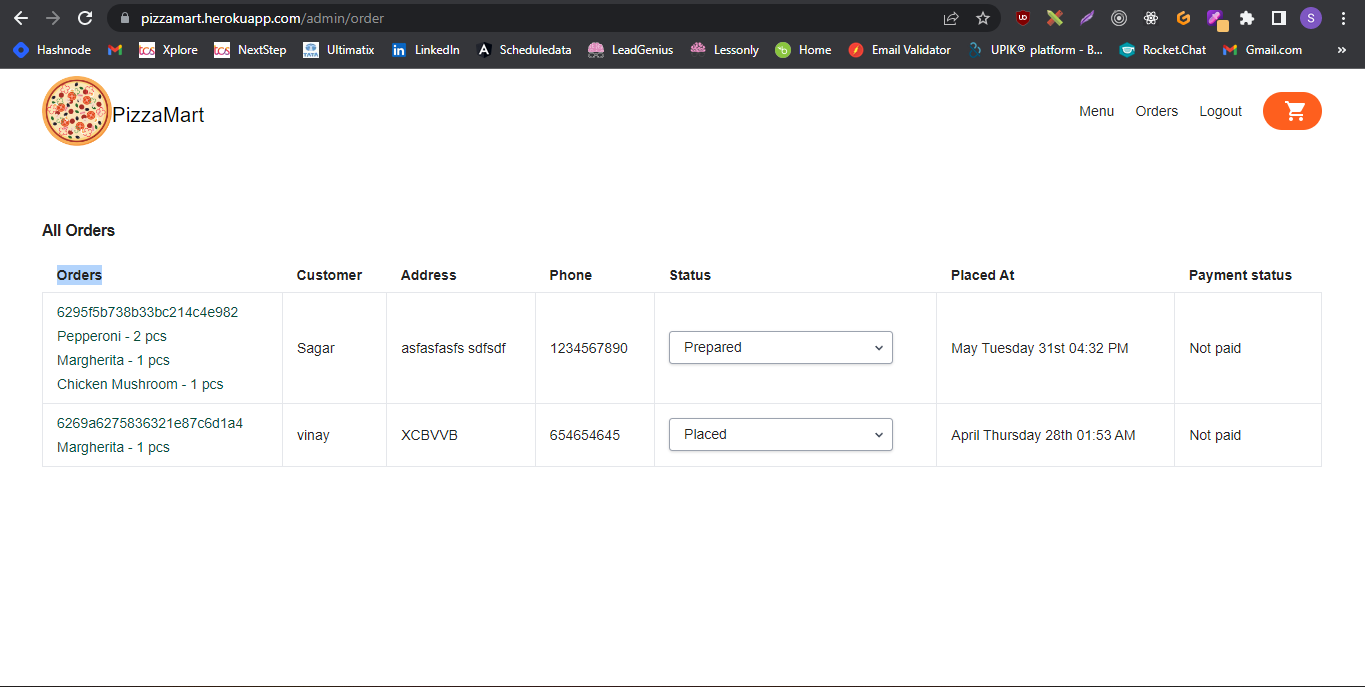 pizzamart.herokuapp.com/admin/order
Hashnode tcs Xplore tcs NextStep TATA Ultimatix in LinkedIn Scheduledata LeadGenius Lessonly Home Email Validator UPIK® platform - B... Rocket.Chat Gmail.com »
PizzaMart Menu Orders Logout
All Orders
Orders Customer Address Phone Status Placed At Payment status
6295f5b738b33bc214c4e982
Pepperoni - 2 pcs
Margherita - 1 pcs
Chicken Mushroom - 1 pcs
Sagar asfasfasfs sdfsdf 1234567890 Prepared May Tuesday 31st 04:32 PM Not paid
6269a6275836321e87c6d1a4
Margherita - 1 pcs
vinay XCBVVB 654654645 Placed April Thursday 28th 01:53 AM Not paid